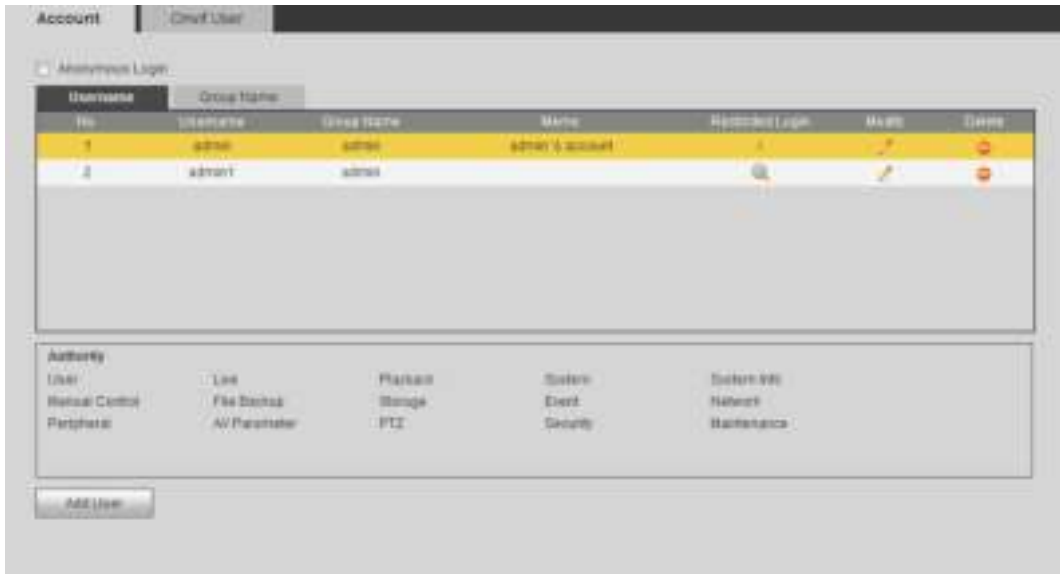 Account Onvif User
Anonymous Login
Username Group Name
No. Username Group Name Memo Restricted Login Modify Delete
1 admin admin admin 's account
2 admin1 admin
Authority
User Live Playback System System Info
Manual Control File Backup Storage Event Network
Peripheral AV Parameter PTZ Security Maintenance
Add User